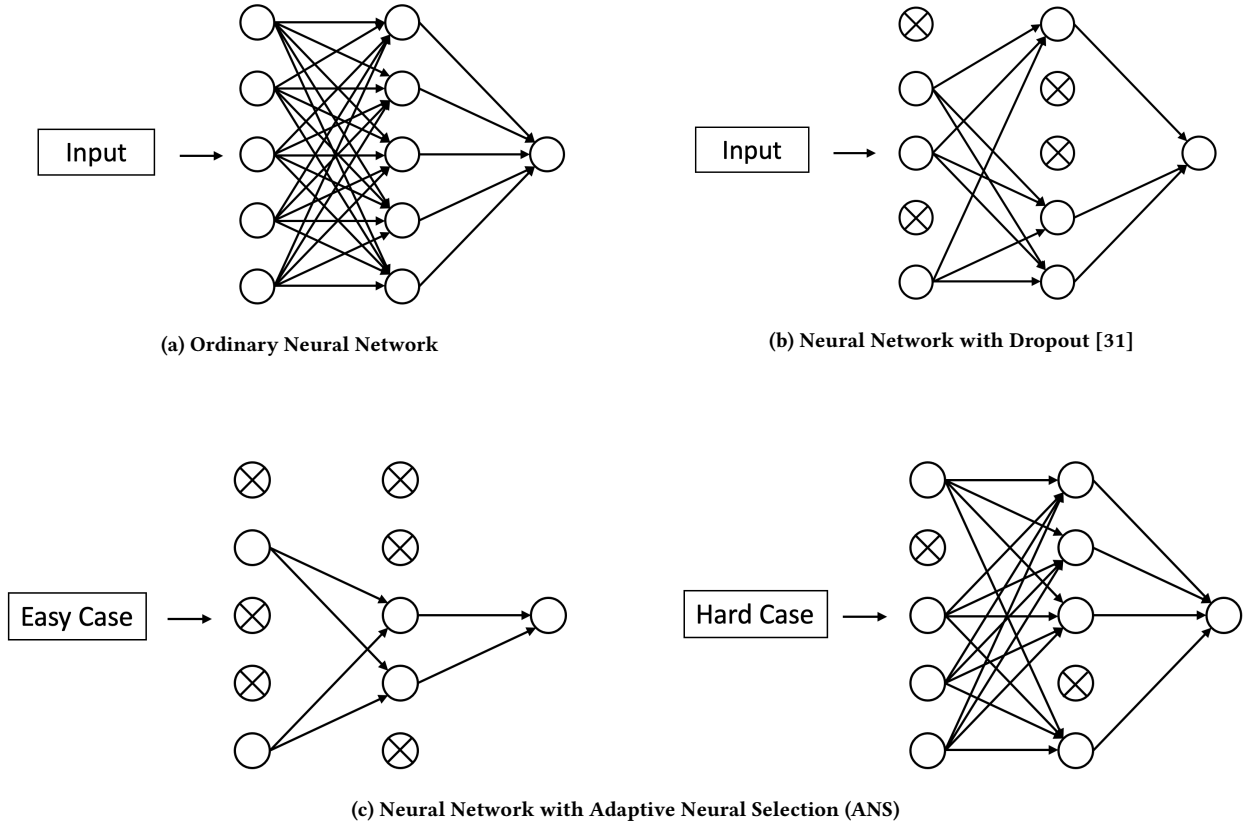 Input
(a) Ordinary Neural Network
Input
(b) Neural Network with Dropout [31]
Easy Case
Hard Case
(c) Neural Network with Adaptive Neural Selection (ANS)